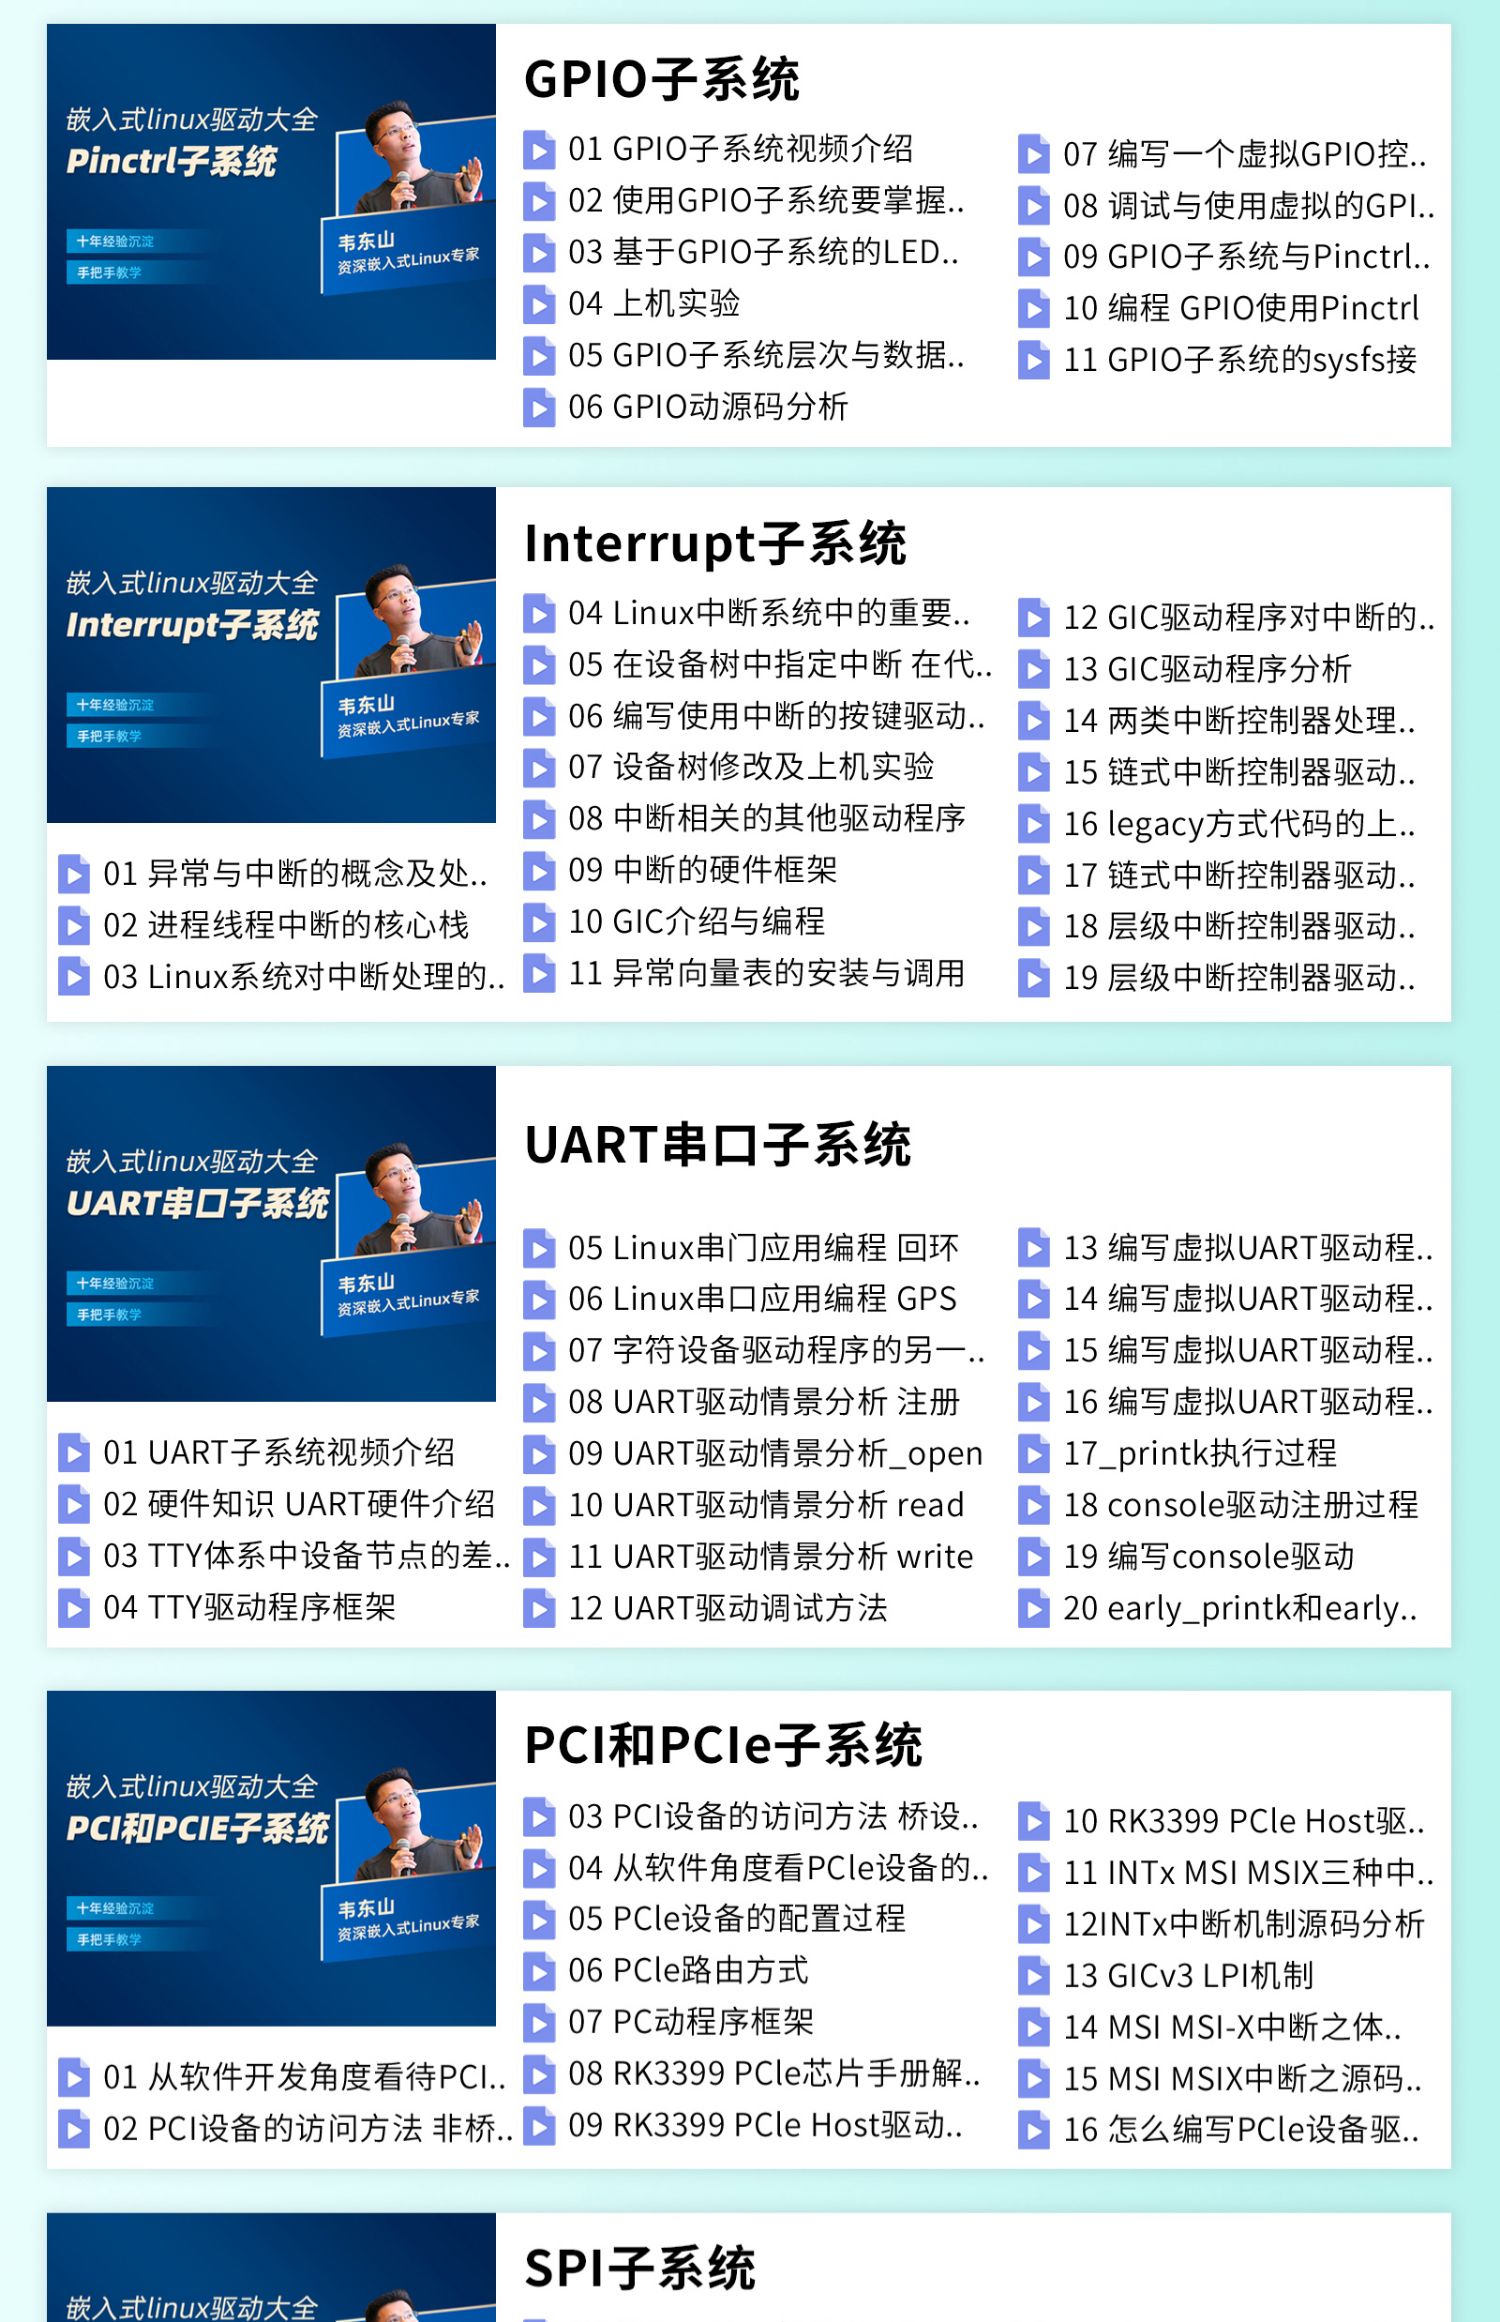 嵌入式linux驱动大全
Pinctrl子系统
十年经验沉淀
手把手教学
韦东山
资深嵌入式Linux专家
GPIO子系统
01 GPIO子系统视频介绍
02 使用GPIO子系统要掌握..
03 基于GPIO子系统的LED..
04 上机实验
05 GPIO子系统层次与数据..
06 GPIO动源码分析
07 编写一个虚拟GPIO控..
08 调试与使用虚拟的GPI..
09 GPIO子系统与Pinctrl..
10 编程 GPIO使用Pinctrl
11 GPIO子系统的sysfs接
嵌入式linux驱动大全
Interrupt子系统
十年经验沉淀
手把手教学
韦东山
资深嵌入式Linux专家
Interrupt子系统
01 异常与中断的概念及处..
02 进程线程中断的核心栈
03 Linux系统对中断处理的..
04 Linux中断系统中的重要..
05 在设备树中指定中断 在代..
06 编写使用中断的按键驱动..
07 设备树修改及上机实验
08 中断相关的其他驱动程序
09 中断的硬件框架
10 GIC介绍与编程
11 异常向量表的安装与调用
12 GIC驱动程序对中断的..
13 GIC驱动程序分析
14 两类中断控制器处理..
15 链式中断控制器驱动..
16 legacy方式代码的上..
17 链式中断控制器驱动..
18 层级中断控制器驱动..
19 层级中断控制器驱动..
嵌入式linux驱动大全
UART串口子系统
十年经验沉淀
手把手教学
韦东山
资深嵌入式Linux专家
UART串口子系统
01 UART子系统视频介绍
02 硬件知识 UART硬件介绍
03 TTY体系中设备节点的差..
04 TTY驱动程序框架
05 Linux串门应用编程 回环
06 Linux串口应用编程 GPS
07 字符设备驱动程序的另一..
08 UART驱动情景分析 注册
09 UART驱动情景分析_open
10 UART驱动情景分析 read
11 UART驱动情景分析 write
12 UART驱动调试方法
13 编写虚拟UART驱动程..
14 编写虚拟UART驱动程..
15 编写虚拟UART驱动程..
16 编写虚拟UART驱动程..
17_printk执行过程
18 console驱动注册过程
19 编写console驱动
20 early_printk和early..
嵌入式linux驱动大全
PCI和PCIE子系统
十年经验沉淀
手把手教学
韦东山
资深嵌入式Linux专家
PCI和PCIe子系统
01 从软件开发角度看待PCI..
02 PCI设备的访问方法 非桥..
03 PCI设备的访问方法 桥设..
04 从软件角度看PCle设备的..
05 PCle设备的配置过程
06 PCle路由方式
07 PC动程序框架
08 RK3399 PCle芯片手册解..
09 RK3399 PCle Host驱动..
10 RK3399 PCle Host驱..
11 INTx MSI MSIX三种中..
12INTx中断机制源码分析
13 GICv3 LPI机制
14 MSI MSI-X中断之体..
15 MSI MSIX中断之源码..
16 怎么编写PCle设备驱..
嵌入式linux驱动大全
SPI子系统